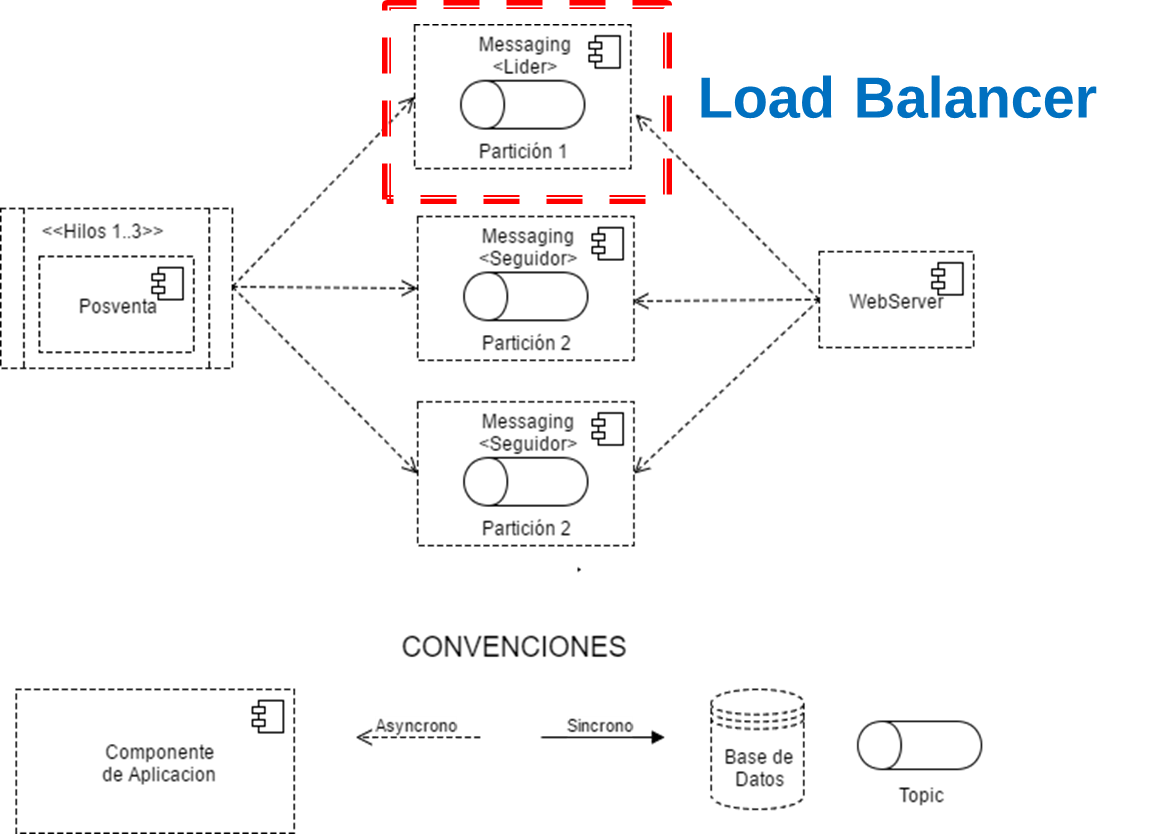 Messaging
<Lider>
Partición 1
Load Balancer
<<Hilos 1..3>>
Posventa
Messaging
<Seguidor>
Partición 2
WebServer
Messaging
<Seguidor>
Partición 2
CONVENCIONES
Componente
de Aplicacion
Asyncrono
Sincrono
Base de
Datos
Topic